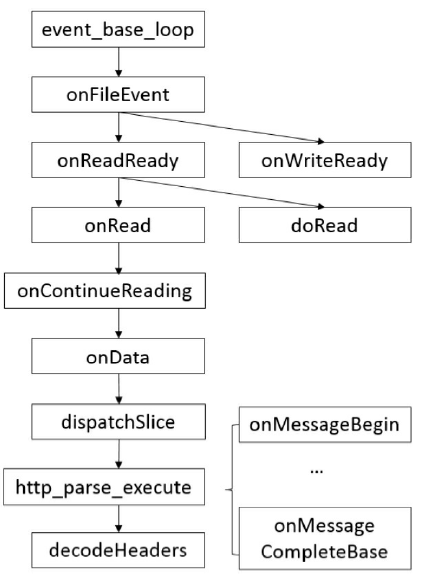 event_base_loop
onFileEvent
onReadReady
onWriteReady
onRead
doRead
onContinueReading
onData
dispatchSlice
onMessageBegin
...
http_parse_execute
onMessage
CompleteBase
decodeHeaders